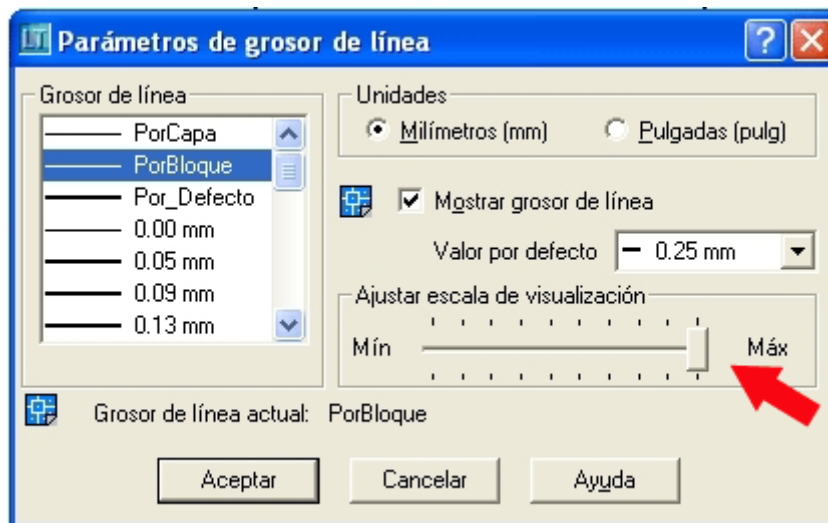 LT Parámetros de grosor de línea
Grosor de línea
PorCapa
PorBloque
Por_Defecto
0.00 mm
0.05 mm
0.09 mm
0.13 mm
Unidades
Milímetros (mm) Pulgadas (pulg)
Mostrar grosor de línea
Valor por defecto 0.25 mm
Ajustar escala de visualización
Mín Máx
Grosor de línea actual: PorBloque
Aceptar Cancelar Ayuda